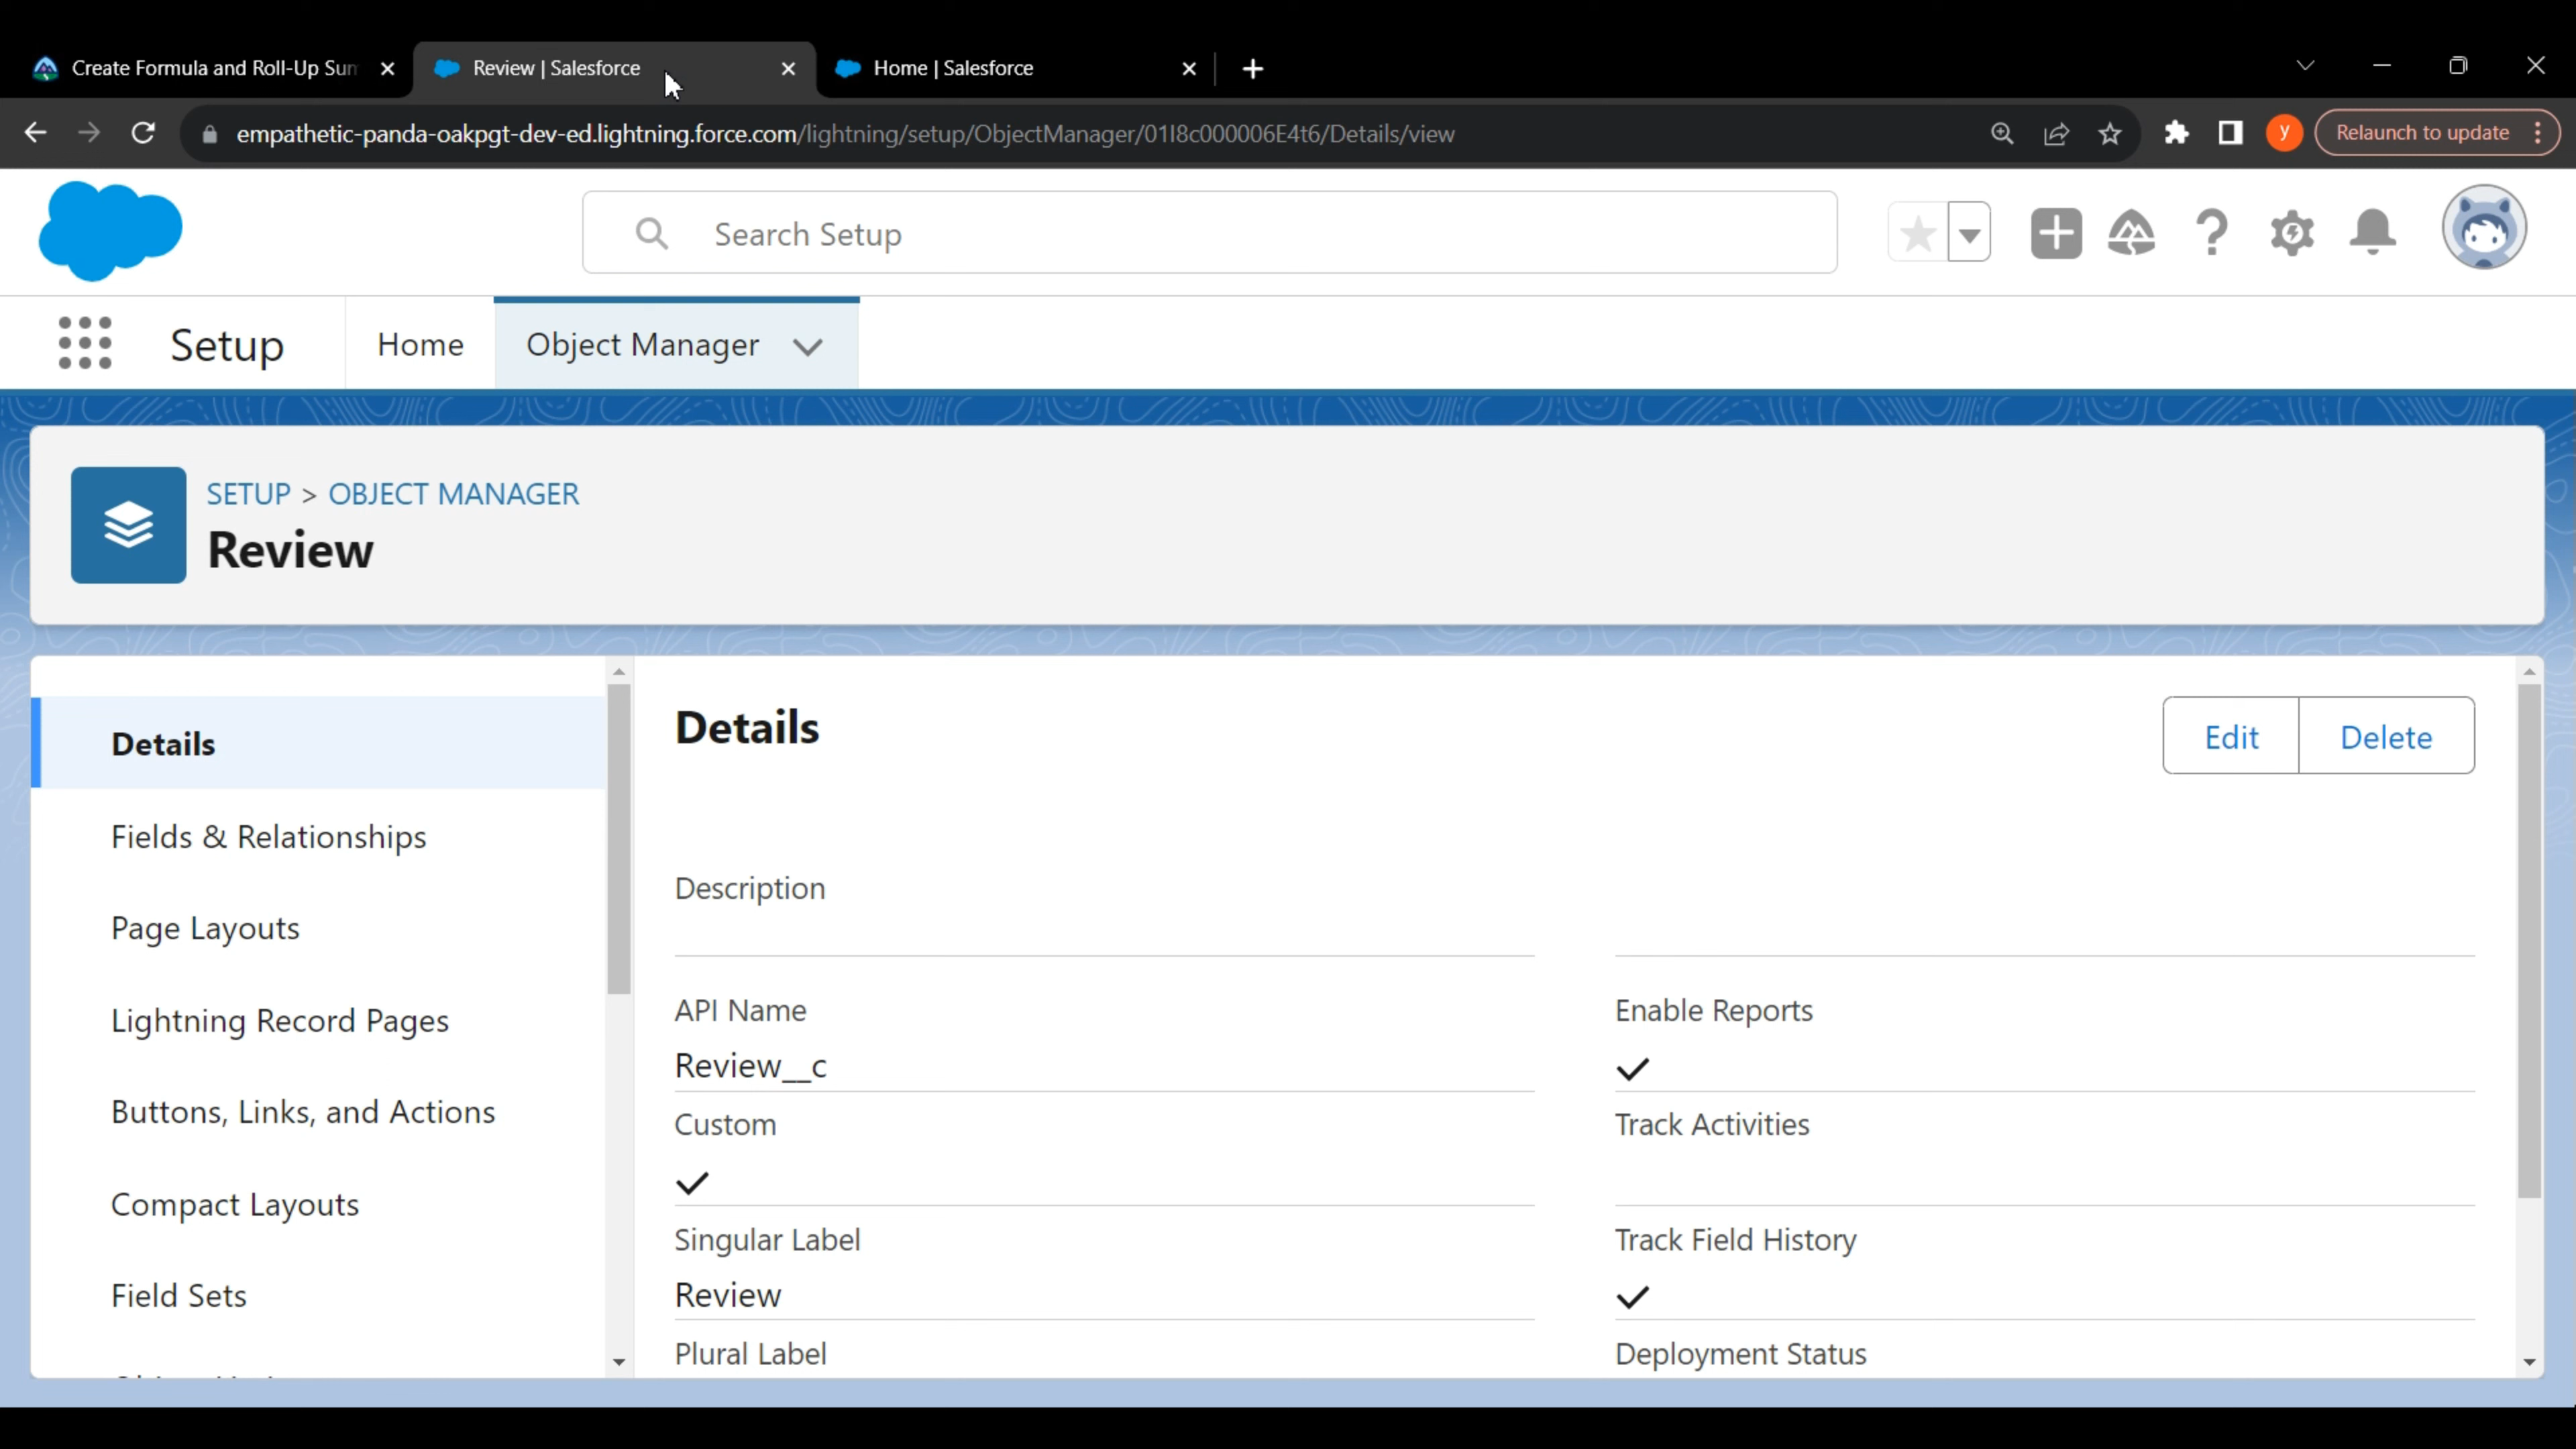 Create Formula and Roll-Up Sum
Review | Salesforce
Home | Salesforce
empathetic-panda-oakpgt-dev-ed.lightning.force.com/lightning/setup/ObjectManager/01I8c000006E4t6/Details/view
y
Relaunch to update
Search Setup
Setup
Home
Object Manager
SETUP > OBJECT MANAGER
Review
Details
Fields & Relationships
Page Layouts
Lightning Record Pages
Buttons, Links, and Actions
Compact Layouts
Field Sets
Details
Edit
Delete
Description
API Name
Review__c
Custom
Singular Label
Review
Plural Label
Enable Reports
Track Activities
Track Field History
Deployment Status